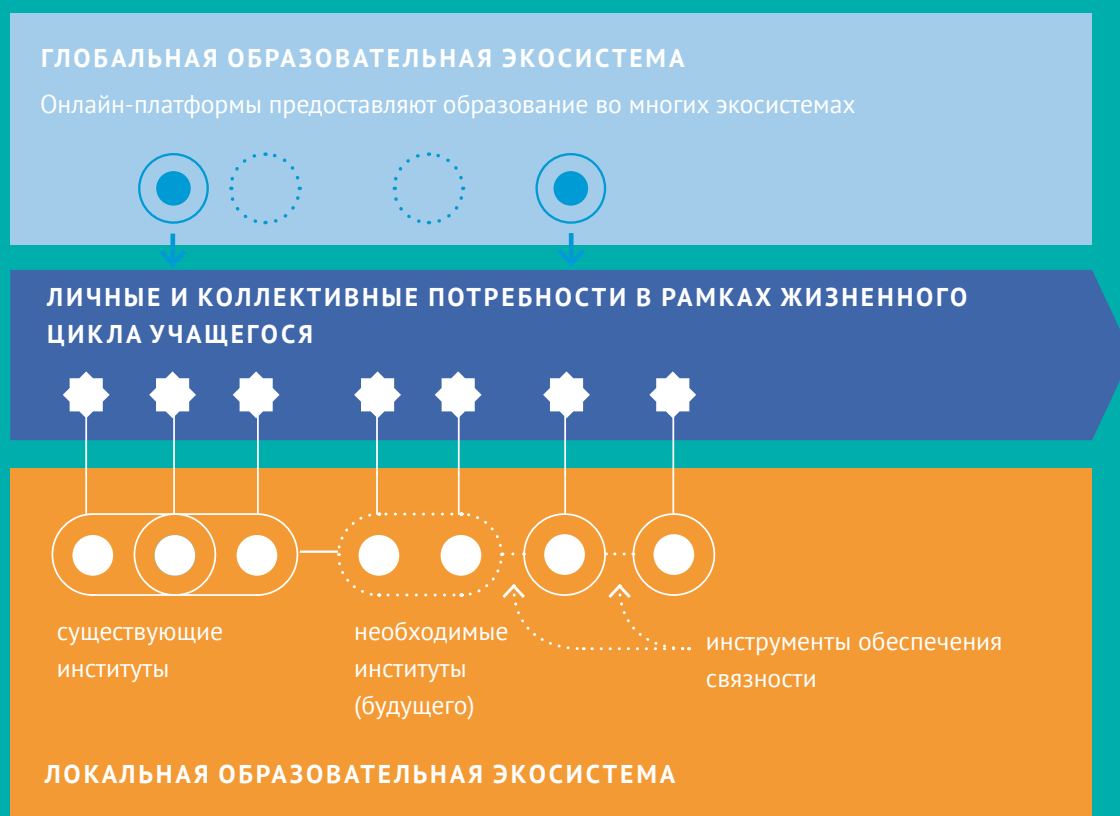 ГЛОБАЛЬНАЯ ОБРАЗОВАТЕЛЬНАЯ ЭКОСИСТЕМА
Онлайн-платформы предоставляют образование во многих экосистемах
ЛИЧНЫЕ И КОЛЛЕКТИВНЫЕ ПОТРЕБНОСТИ В РАМКАХ ЖИЗНЕННОГО
ЦИКЛА УЧАЩЕГОСЯ
существующие
институты
необходимые
институты
(будущего)
инструменты обеспечения
связности
ЛОКАЛЬНАЯ ОБРАЗОВАТЕЛЬНАЯ ЭКОСИСТЕМА